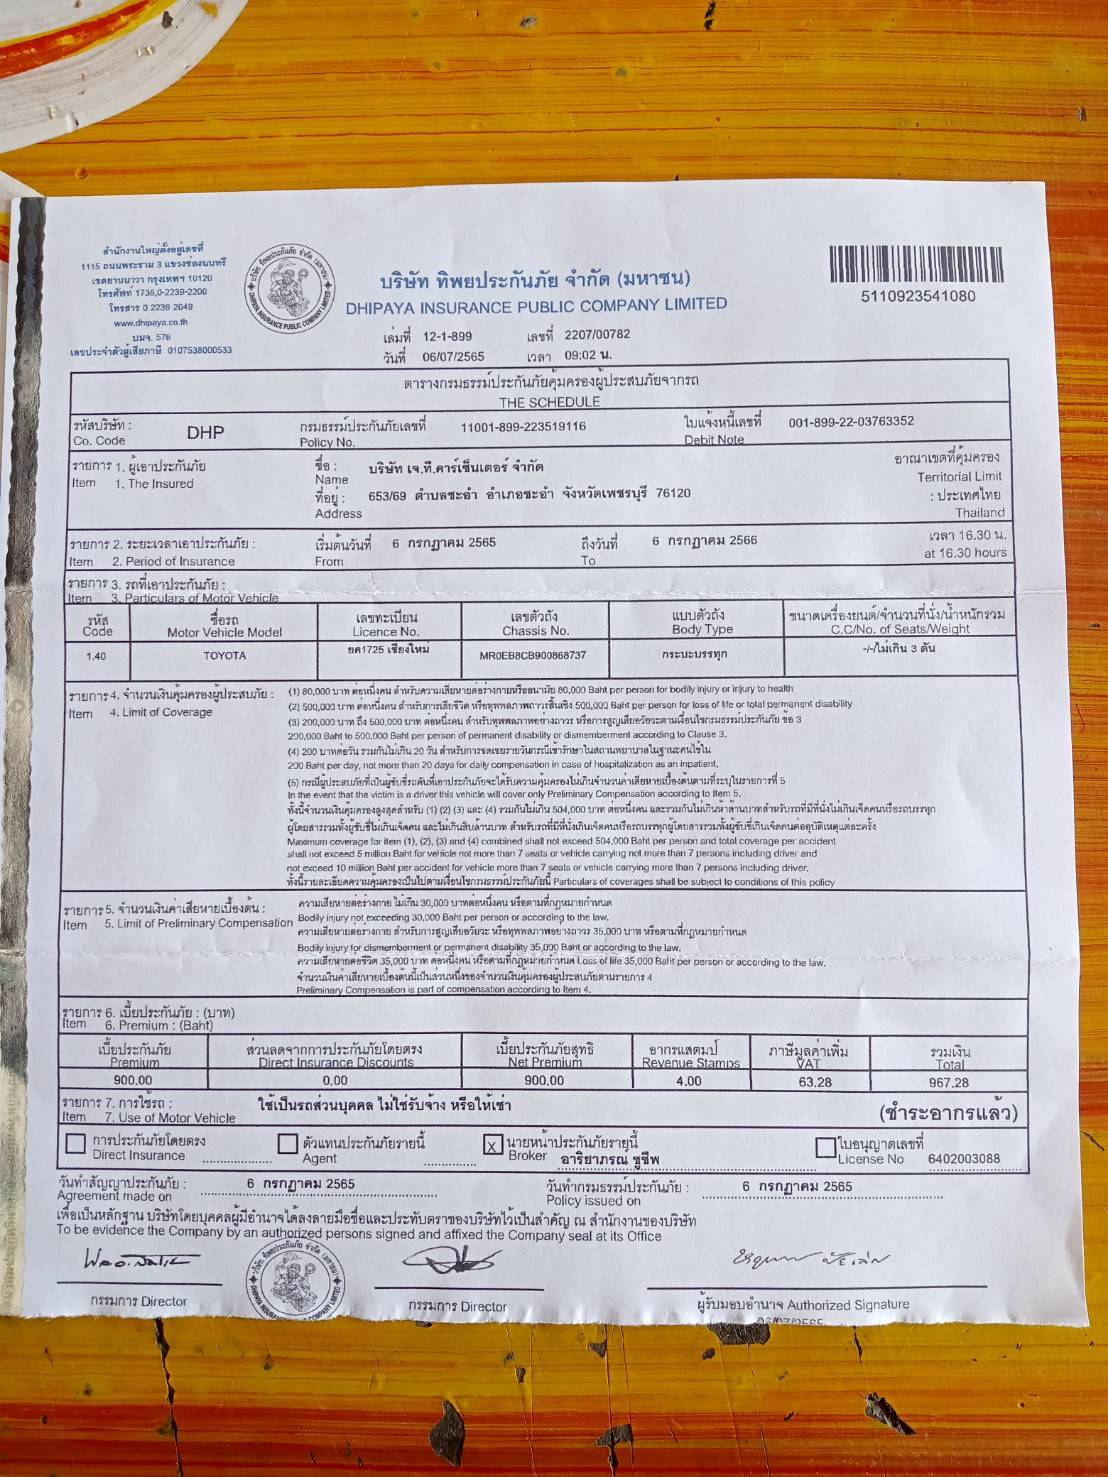 สำนักงานใหญ่ตั้งอยู่เลขที่
1115 ถนนพระราม 3 แขวงช่องนนทรี
เขตยานนาวา กรุงเทพฯ 10120
โทรศัพท์ 1736,0-2239-2200
โทรสาร 0 2239 2049
www.dhipaya.co.th
บมจ. 576
เลขประจำตัวผู้เสียภาษี 0107538000533
บริษัท ทิพยประกันภัย จำกัด (มหาชน)
DHIPAYA INSURANCE PUBLIC COMPANY LIMITED
5110923541080
เล่มที่ 12-1-899 เลขที่ 2207/00782
วันที่ 06/07/2565 เวลา 09:02 น.
ตารางกรมธรรม์ประกันภัยคุ้มครองผู้ประสบภัยจากรถ
THE SCHEDULE
รหัสบริษัท : DHP กรมธรรม์ประกันภัยเลขที่ 11001-899-223519116 ใบแจ้งหนี้เลขที่ 001-899-22-03763352
Co. Code Policy No. Debit Note
รายการ 1. ผู้เอาประกันภัย ชื่อ : บริษัท เจ.ที.คาร์เซ็นเตอร์ จำกัด อาณาเขตที่คุ้มครอง
Item 1. The Insured Name Territorial Limit
ที่อยู่ : 653/69 ตำบลชะอำ อำเภอชะอำ จังหวัดเพชรบุรี 76120 : ประเทศไทย
Address Thailand
รายการ 2. ระยะเวลาเอาประกันภัย : เริ่มต้นวันที่ 6 กรกฎาคม 2565 ถึงวันที่ 6 กรกฎาคม 2566 เวลา 16.30 น.
Item 2. Period of Insurance From To at 16.30 hours
รายการ 3. รถที่เอาประกันภัย :
Item 3. Particulars of Motor Vehicle
รหัส ชื่อรถ เลขทะเบียน เลขตัวถัง แบบตัวถัง ขนาดเครื่องยนต์/จำนวนที่นั่ง/น้ำหนักรวม
Code Motor Vehicle Model Licence No. Chassis No. Body Type C.C/No. of Seats/Weight
1.40 TOYOTA ยค1725 เชียงใหม่ MR0EB8CB900868737 กระบะบรรทุก -/-/ไม่เกิน 3 ตัน
รายการ 4. จำนวนเงินคุ้มครองผู้ประสบภัย : (1) 80,000 บาท ต่อหนึ่งคน สำหรับความเสียหายต่อร่างกายหรืออนามัย 80,000 Baht per person for bodily injury or injury to health
Item 4. Limit of Coverage (2) 500,000 บาท ต่อหนึ่งคน สำหรับการเสียชีวิต หรือทุพพลภาพถาวรสิ้นเชิง 500,000 Baht per person for loss of life or total permanent disability
(3) 200,000 บาท ถึง 500,000 บาท ต่อหนึ่งคน สำหรับทุพพลภาพอย่างถาวร หรือการสูญเสียอวัยวะตามเงื่อนไขกรมธรรม์ประกันภัย ข้อ 3
200,000 Baht to 500,000 Baht per person of permanent disability or dismemberment according to Clause 3.
(4) 200 บาทต่อวัน รวมกันไม่เกิน 20 วัน สำหรับการชดเชยรายวันกรณีเข้ารักษาในสถานพยาบาลในฐานะคนไข้ใน
200 Baht per day, not more than 20 days for daily compensation in case of hospitalization as an inpatient.
(5) กรณีผู้ประสบภัยที่เป็นผู้ขับขี่รถคันที่เอาประกันภัยจะได้รับความคุ้มครองไม่เกินจำนวนค่าเสียหายเบื้องต้นตามที่ระบุในรายการที่ 5
In the event that the victim is a driver this vehicle will cover only Preliminary Compensation according to Item 5.
ทั้งนี้จำนวนเงินคุ้มครองสูงสุดสำหรับ (1) (2) (3) และ (4) รวมกันไม่เกิน 504,000 บาท ต่อหนึ่งคน และรวมกันไม่เกินห้าล้านบาทสำหรับรถที่มีที่นั่งไม่เกินเจ็ดคนหรือรถบรรทุก
ผู้โดยสารรวมทั้งผู้ขับขี่ไม่เกินเจ็ดคน และไม่เกินสิบล้านบาท สำหรับรถที่มีที่นั่งเกินเจ็ดคนหรือรถบรรทุกผู้โดยสารรวมทั้งผู้ขับขี่เกินเจ็ดคนต่ออุบัติเหตุแต่ละครั้ง
Maximum coverage for item (1), (2), (3) and (4) combined shall not exceed 504,000 Baht per person and total coverage per accident
shall not exceed 5 million Baht for vehicle not more than 7 seats or vehicle carrying not more than 7 persons including driver and
not exceed 10 million Baht per accident for vehicle more than 7 seats or vehicle carrying more than 7 persons including driver.
ทั้งนี้รายละเอียดความคุ้มครองเป็นไปตามเงื่อนไขกรมธรรม์ประกันภัยนี้ Particulars of coverages shall be subject to conditions of this policy
รายการ 5. จำนวนเงินค่าเสียหายเบื้องต้น : ความเสียหายต่อร่างกาย ไม่เกิน 30,000 บาทต่อหนึ่งคน หรือตามที่กฎหมายกำหนด
Item 5. Limit of Preliminary Compensation Bodily injury not exceeding 30,000 Baht per person or according to the law.
ความเสียหายต่อร่างกาย สำหรับการสูญเสียอวัยวะ หรือทุพพลภาพอย่างถาวร 35,000 บาท หรือตามที่กฎหมายกำหนด
Bodily injury for dismemberment or permanent disability 35,000 Baht or according to the law.
ความเสียหายต่อชีวิต 35,000 บาท ต่อหนึ่งคน หรือตามที่กฎหมายกำหนด Loss of life 35,000 Baht per person or according to the law.
จำนวนเงินค่าเสียหายเบื้องต้นนี้เป็นส่วนหนึ่งของจำนวนเงินคุ้มครองผู้ประสบภัยตามรายการ 4
Preliminary Compensation is part of compensation according to Item 4.
รายการ 6. เบี้ยประกันภัย : (บาท)
Item 6. Premium : (Baht)
เบี้ยประกันภัย ส่วนลดจากการประกันภัยโดยตรง เบี้ยประกันภัยสุทธิ อากรแสตมป์ ภาษีมูลค่าเพิ่ม รวมเงิน
Premium Direct Insurance Discounts Net Premium Revenue Stamps VAT Total
900.00 0.00 900.00 4.00 63.28 967.28
รายการ 7. การใช้รถ : ใช้เป็นรถส่วนบุคคล ไม่ใช้รับจ้าง หรือให้เช่า (ชำระอากรแล้ว)
Item 7. Use of Motor Vehicle
การประกันภัยโดยตรง ตัวแทนประกันภัยรายนี้ X นายหน้าประกันภัยรายนี้ ใบอนุญาตเลขที่
Direct Insurance Agent Broker อาริยาภรณ์ ชูชีพ License No 6402003088
วันทำสัญญาประกันภัย : 6 กรกฎาคม 2565 วันทำกรมธรรม์ประกันภัย : 6 กรกฎาคม 2565
Agreement made on Policy issued on
เพื่อเป็นหลักฐาน บริษัทโดยบุคคลผู้มีอำนาจได้ลงลายมือชื่อและประทับตราของบริษัทไว้เป็นสำคัญ ณ สำนักงานของบริษัท
To be evidence the Company by an authorized persons signed and affixed the Company seal at its Office
กรรมการ Director กรรมการ Director ผู้รับมอบอำนาจ Authorized Signature
06/07/2565